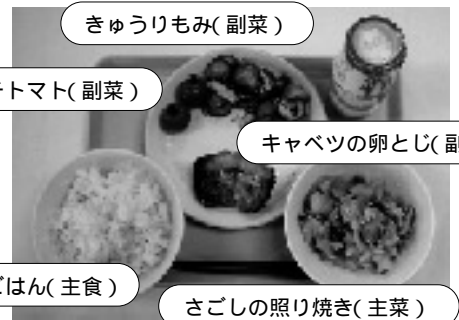 きゅうりもみ(副菜)
トマト(副菜)
キャベツの卵とじ(副
ごはん(主食)
さごしの照り焼き(主菜)